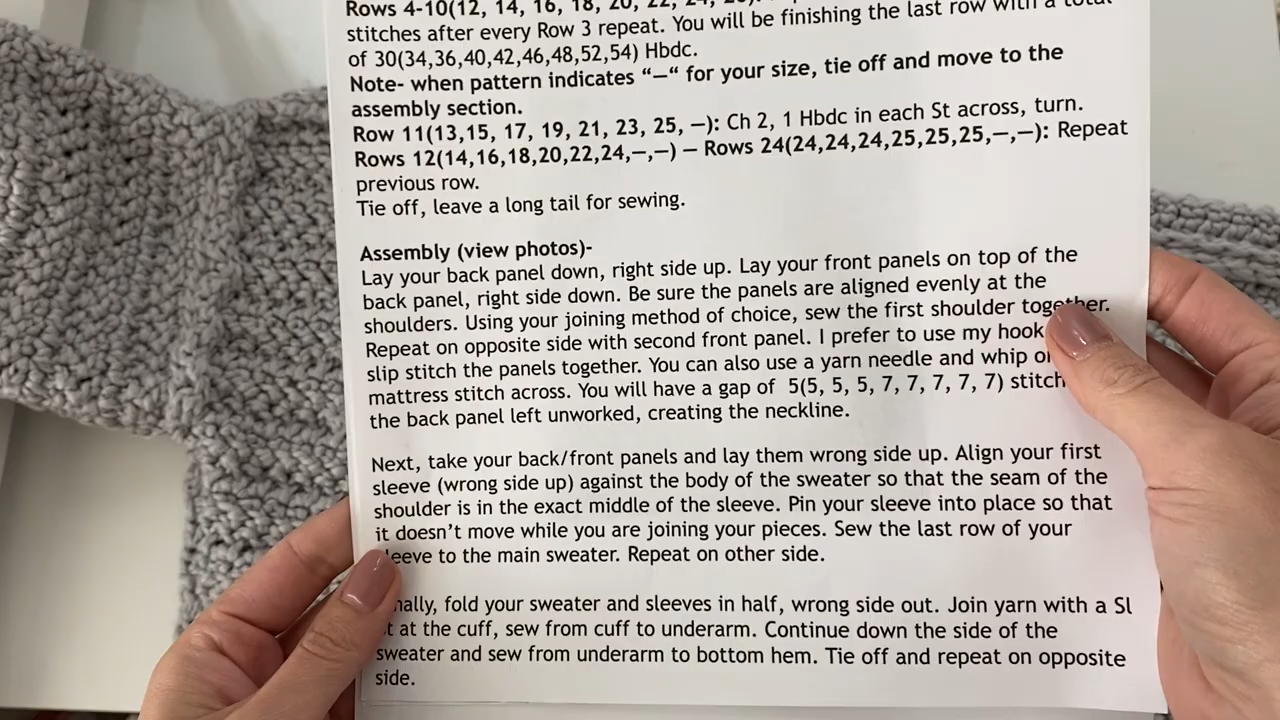 Rows 4-10(12, 14, 16, 18, 20, 22,
stitches after every Row 3 repeat. You will be finishing the last row with a total
of 30(34,36,40,42,46,48,52,54) Hbdc.
Note- when pattern indicates “—“ for your size, tie off and move to the
assembly section.
Row 11(13,15, 17, 19, 21, 23, 25, —): Ch 2, 1 Hbdc in each St across, turn.
Rows 12(14,16,18,20,22,24,—,—) — Rows 24(24,24,24,25,25,25,—,—): Repeat
previous row.
Tie off, leave a long tail for sewing.
Assembly (view photos)-
Lay your back panel down, right side up. Lay your front panels on top of the
back panel, right side down. Be sure the panels are aligned evenly at the
shoulders. Using your joining method of choice, sew the first shoulder together.
Repeat on opposite side with second front panel. I prefer to use my hook
slip stitch the panels together. You can also use a yarn needle and whip
mattress stitch across. You will have a gap of 5(5, 5, 5, 7, 7, 7, 7, 7) stitch
the back panel left unworked, creating the neckline.
Next, take your back/front panels and lay them wrong side up. Align your first
sleeve (wrong side up) against the body of the sweater so that the seam of the
shoulder is in the exact middle of the sleeve. Pin your sleeve into place so that
it doesn’t move while you are joining your pieces. Sew the last row of your
leeve to the main sweater. Repeat on other side.
nally, fold your sweater and sleeves in half, wrong side out. Join yarn with a Sl
t at the cuff, sew from cuff to underarm. Continue down the side of the
sweater and sew from underarm to bottom hem. Tie off and repeat on opposite
side.